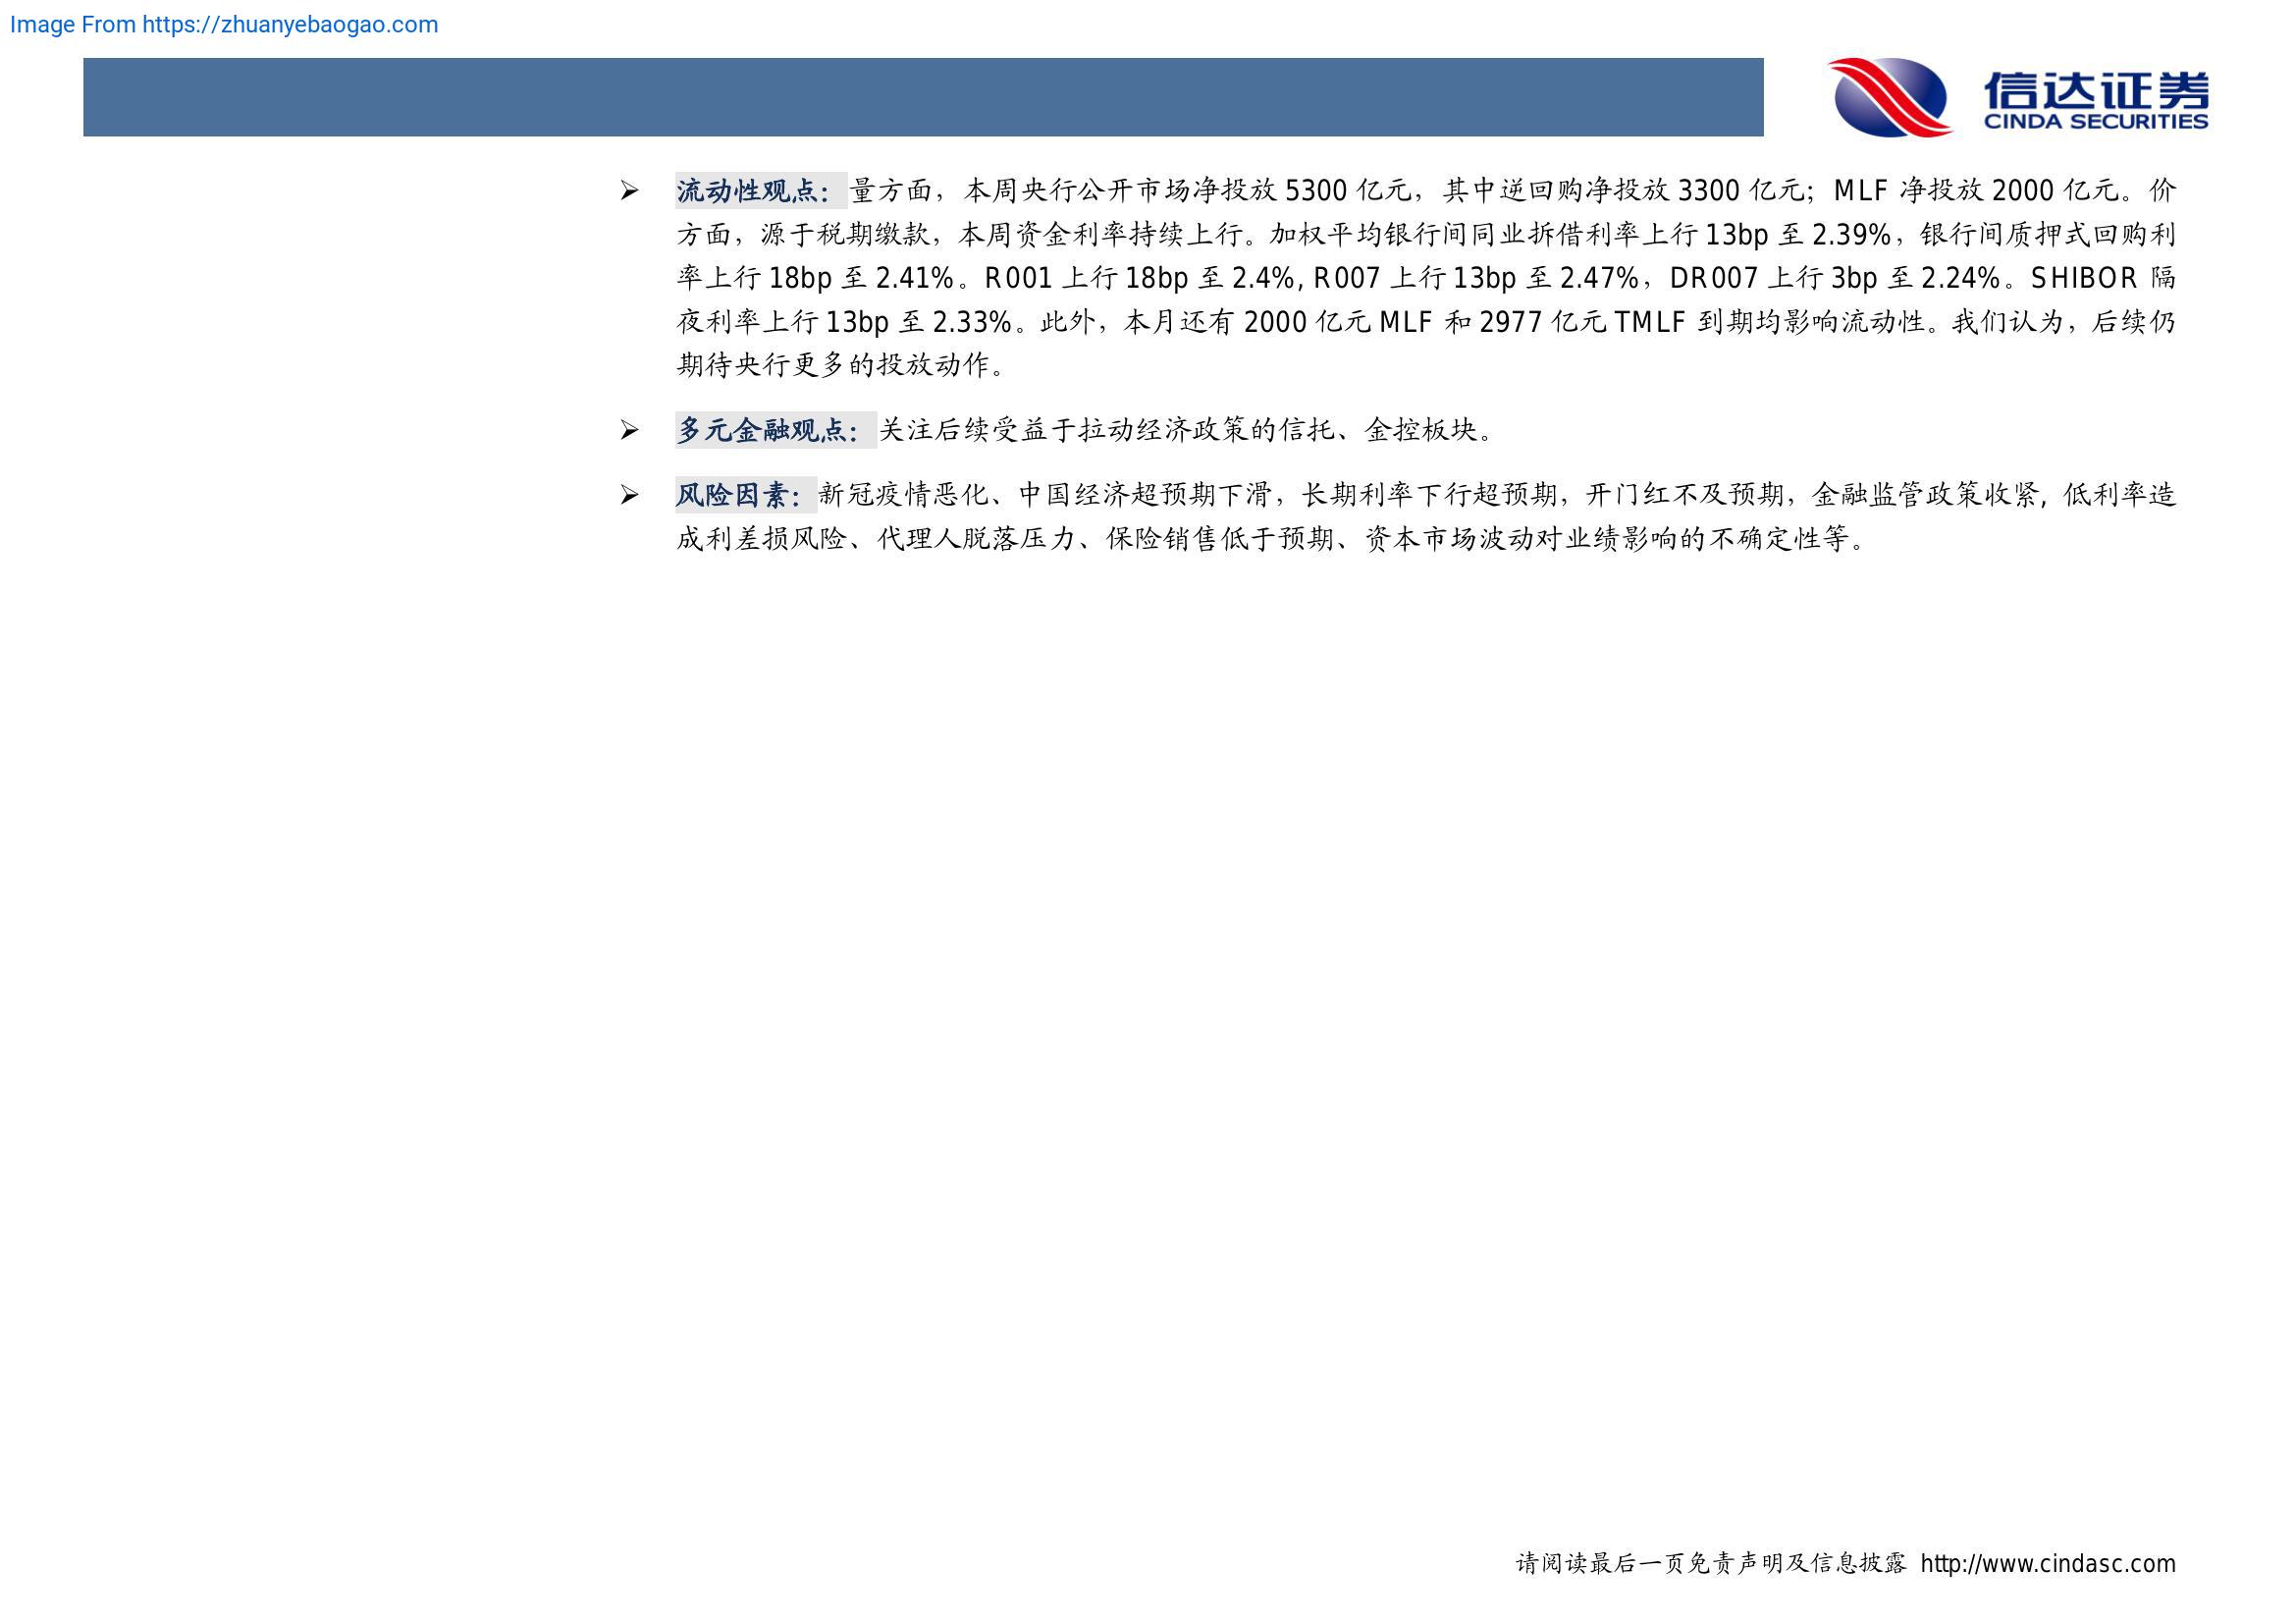 Image From https://zhuanyebaogao.com
信达证券
CINDA SECURITIES
➢ 流动性观点：量方面，本周央行公开市场净投放 5300 亿元，其中逆回购净投放 3300 亿元；MLF 净投放 2000 亿元。价
方面，源于税期缴款，本周资金利率持续上行。加权平均银行间同业拆借利率上行 13bp 至 2.39%，银行间质押式回购利
率上行 18bp 至 2.41%。R001 上行 18bp 至 2.4%, R007 上行 13bp 至 2.47%，DR007 上行 3bp 至 2.24%。SHIBOR 隔
夜利率上行 13bp 至 2.33%。此外，本月还有 2000 亿元 MLF 和 2977 亿元 TMLF 到期均影响流动性。我们认为，后续仍
期待央行更多的投放动作。
➢ 多元金融观点：关注后续受益于拉动经济政策的信托、金控板块。
➢ 风险因素：新冠疫情恶化、中国经济超预期下滑，长期利率下行超预期，开门红不及预期，金融监管政策收紧, 低利率造
成利差损风险、代理人脱落压力、保险销售低于预期、资本市场波动对业绩影响的不确定性等。
请阅读最后一页免责声明及信息披露 http://www.cindasc.com